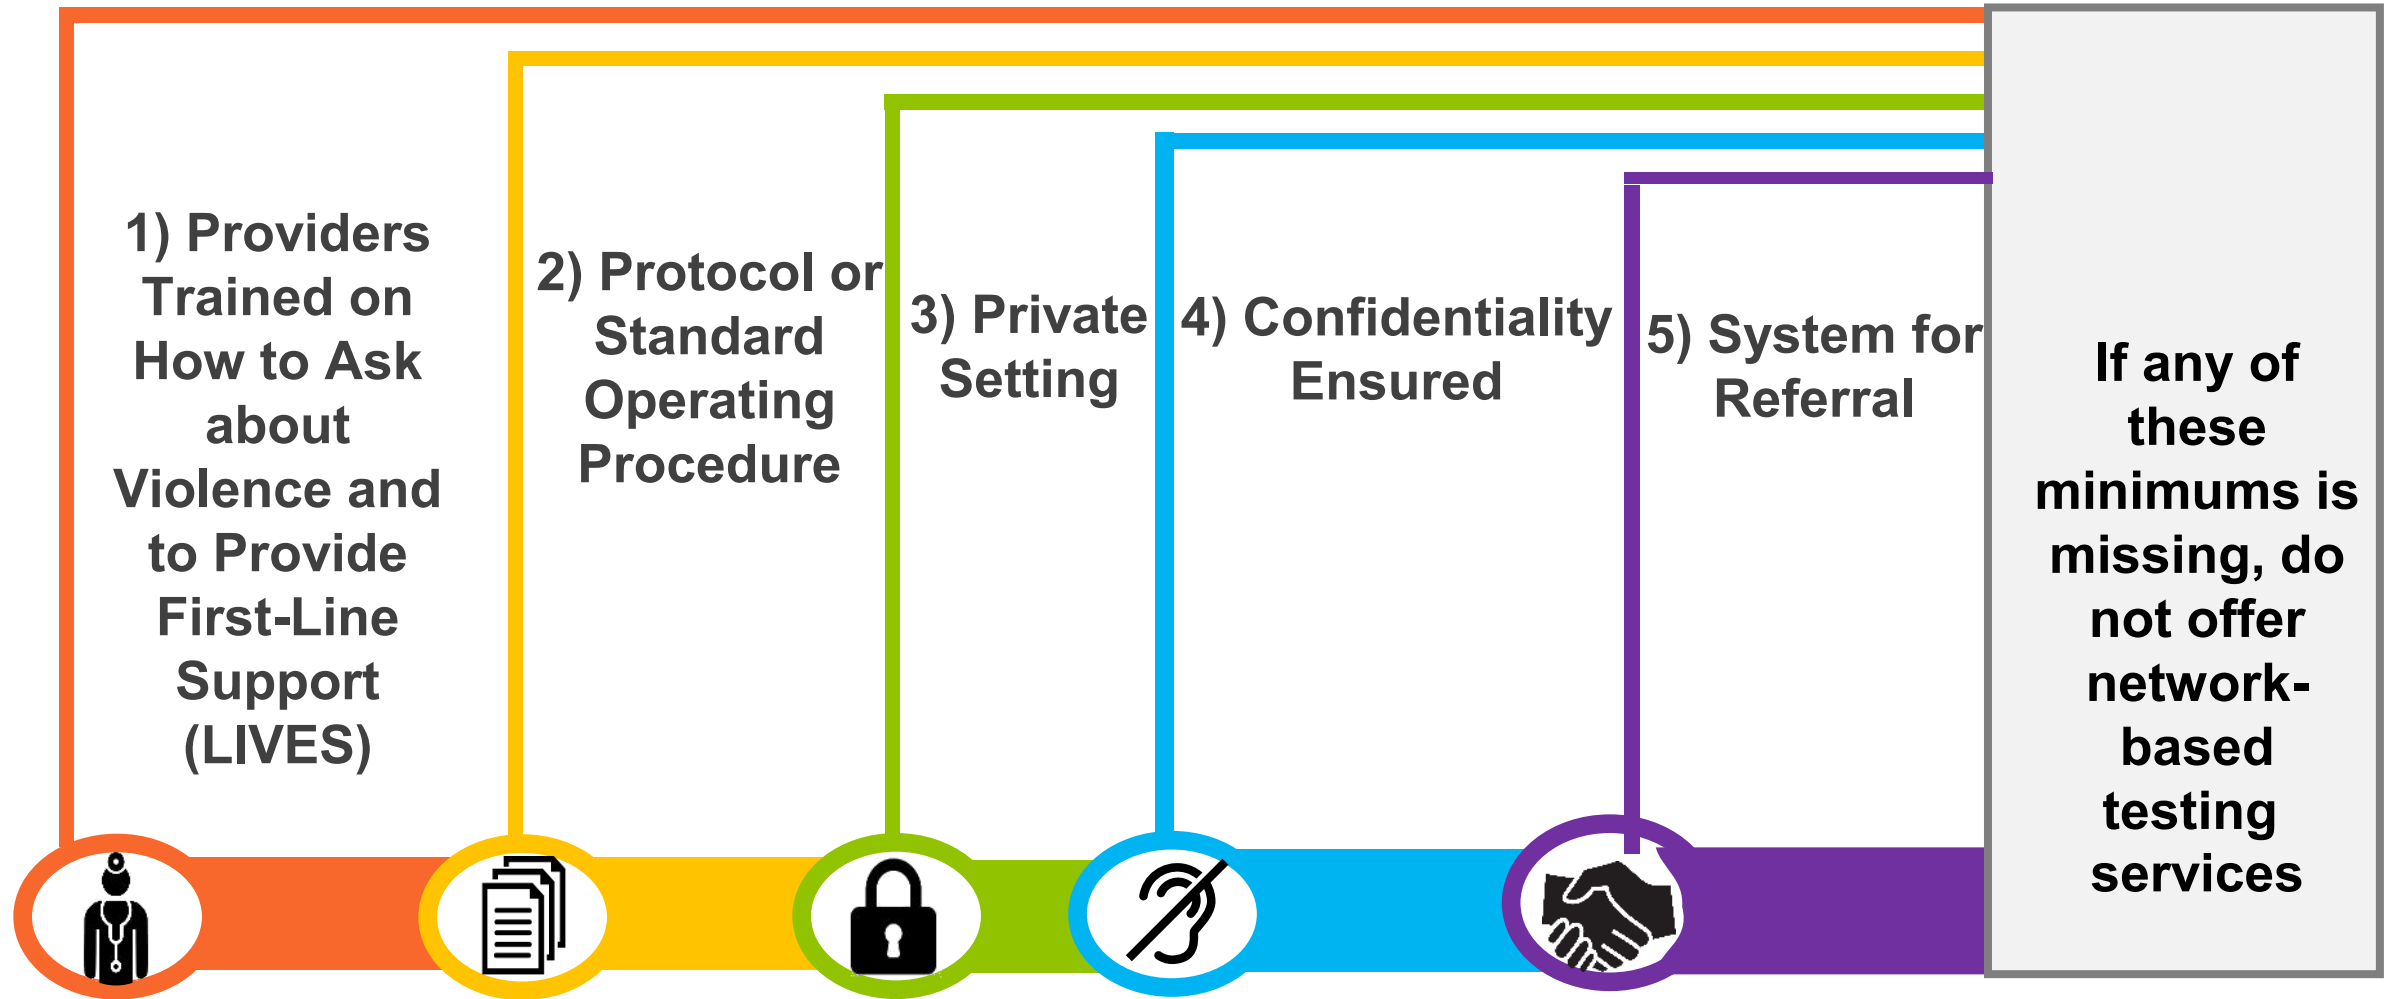 1) Providers
Trained on
How to Ask
about
Violence and
to Provide
First-Line
Support
(LIVES)
2) Protocol or
Standard
Operating
Procedure
3) Private
Setting
4) Confidentiality
Ensured
5) System for
Referral
If any of
these
minimums is
missing, do
not offer
network-
based
testing
services